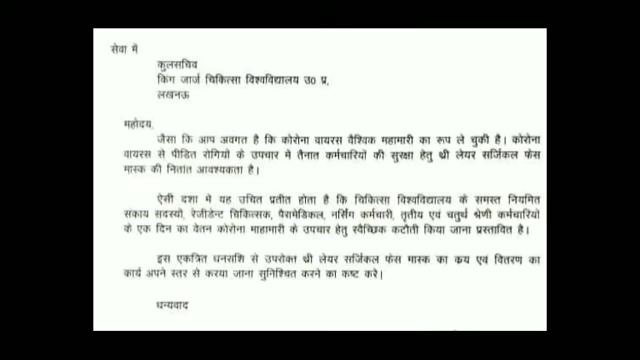 सेवा में
कुलसचिव
किंग जार्ज चिकित्सा विश्वविद्यालय उ0 प्र,
लखनऊ
महोदय,
जैसा कि आप अवगत है कि कोरोना वायरस वैश्विक महामारी का रूप ले चुकी है। कोरोना
वायरस से पीडित रोगियों के उपचार मे तैनात कर्मचारियों की सुरक्षा हेतु थ्री लेयर सर्जिकल फेस
मास्क की नितांत आवश्यकता है।
ऐसी दशा मे यह उचित प्रतीत होता है कि चिकित्सा विश्वविद्यालय के समस्त नियमित
संकाय सदस्यो, रेजीडेन्ट चिकित्सक, पैरामेडिकल, नर्सिंग कर्मचारी, तृतीय एवं चतुर्थ श्रेणी कर्मचारियों
के एक दिन का वेतन कोरोना माहामारी के उपचार हेतु स्वैच्छिक कटौती किया जाना प्रस्तावित है।
इस एकत्रित धनराशि से उपरोक्त थ्री लेयर सर्जिकल फेस मास्क का क्रय एवं वितरण का
कार्य अपने स्तर से करया जाना सुनिश्चित करने का कष्ट करे।
धन्यवाद